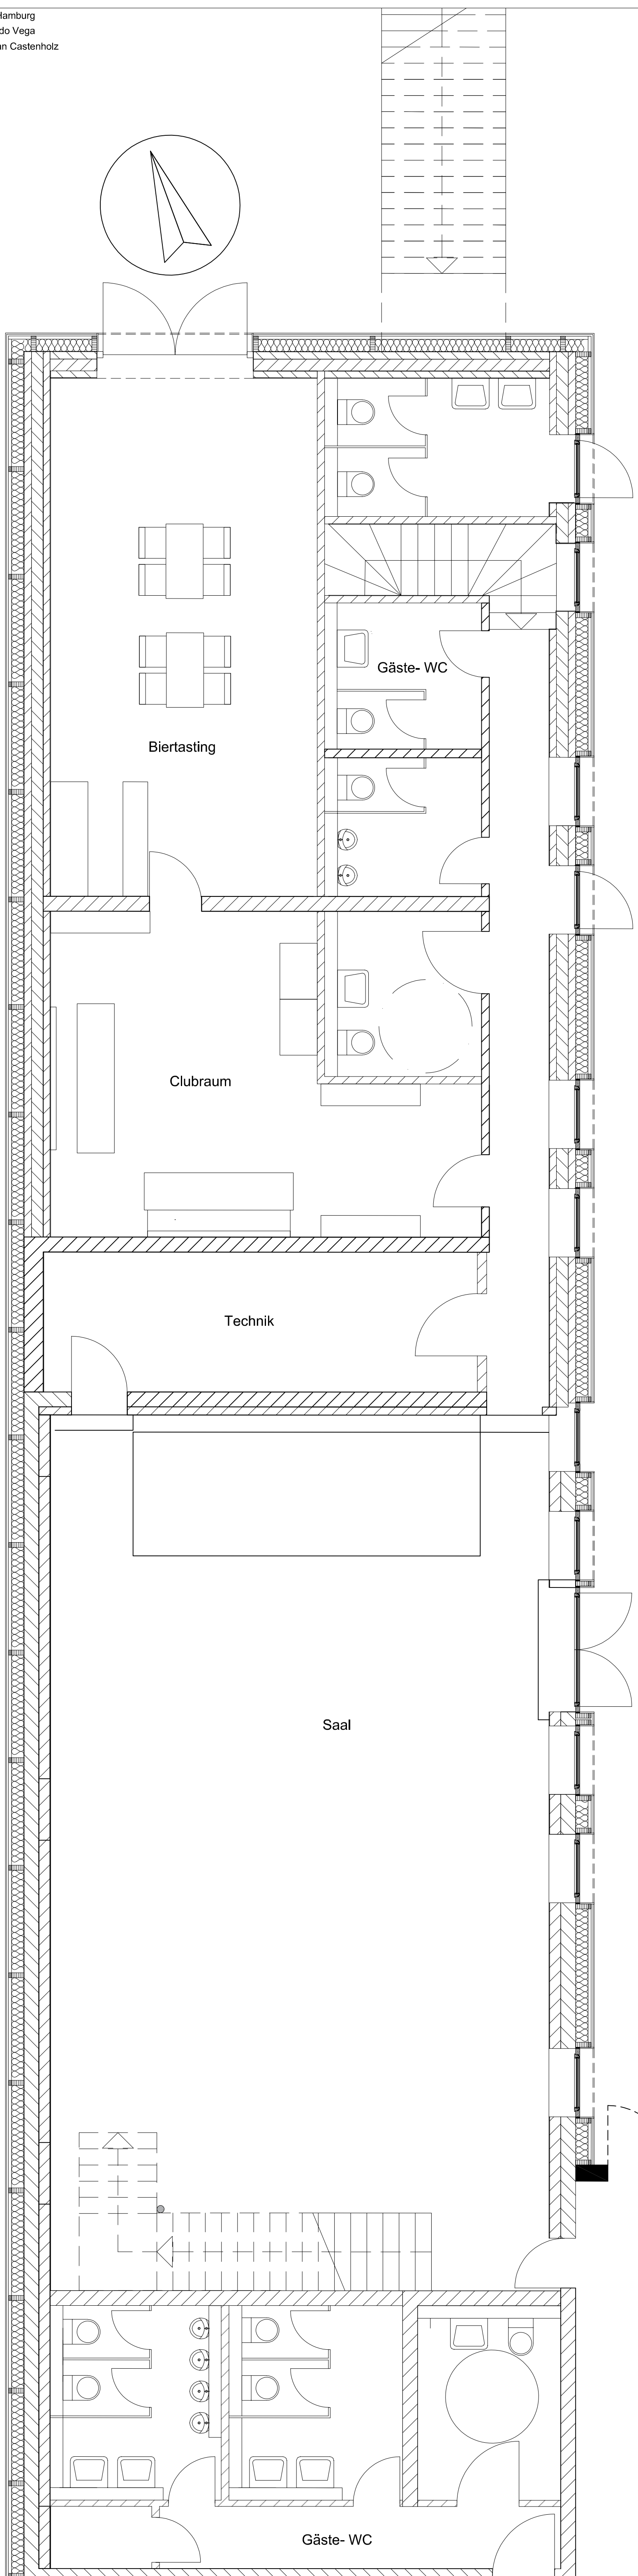 Hamburg
do Vega
an Castenholz
Gäste- WC
Biertasting
Clubraum
Technik
Saal
Gäste- WC